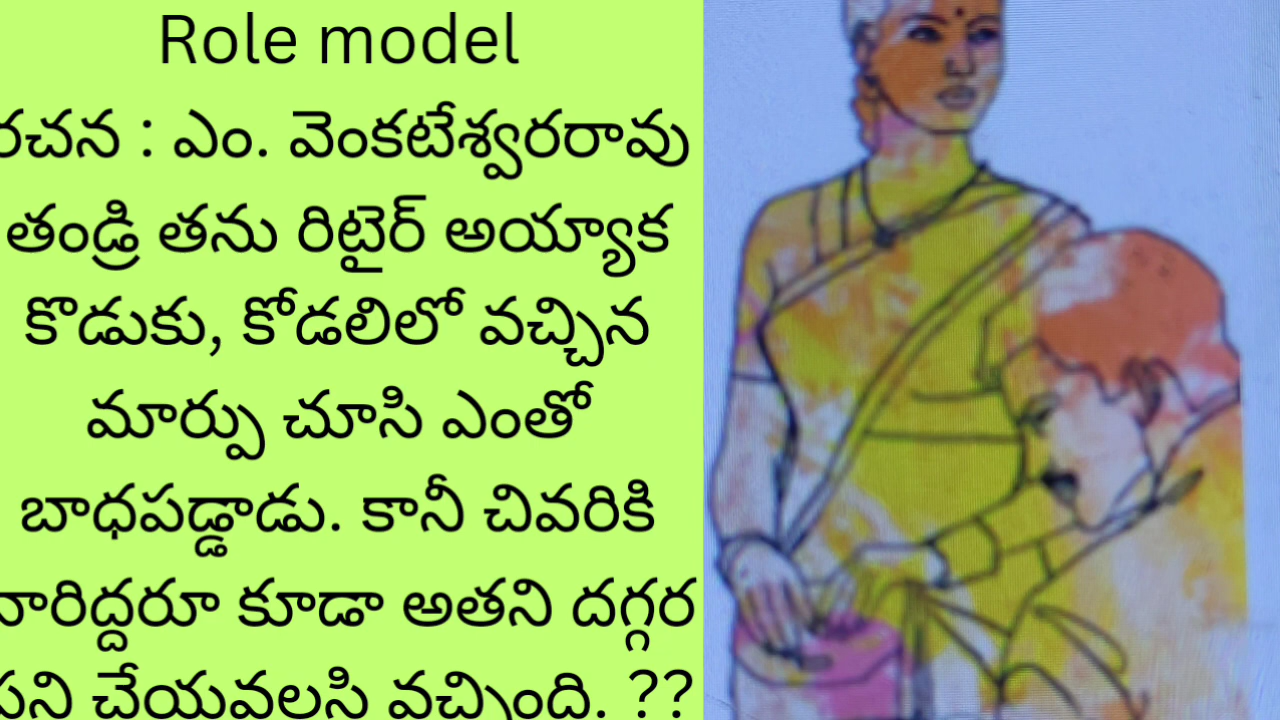 Role model
రచన : ఎం. వెంకటేశ్వరరావు
తండ్రి తను రిటైర్ అయ్యాక
కొడుకు, కోడలిలో వచ్చిన
మార్పు చూసి ఎంతో
బాధపడ్డాడు. కానీ చివరికి
వారిద్దరూ కూడా అతని దగ్గర
పని చేయవలసి వచ్చింది. ??